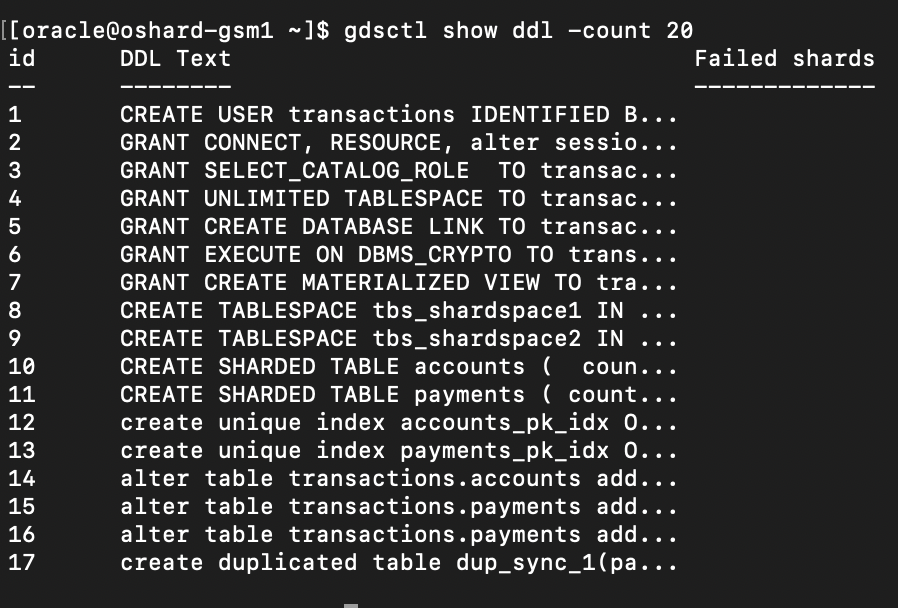 [[oracle@oshard-gsm1 ~]$ gdsctl show ddl -count 20
id DDL Text Failed shards
-- -------- -------------
1 CREATE USER transactions IDENTIFIED B...
2 GRANT CONNECT, RESOURCE, alter sessio...
3 GRANT SELECT_CATALOG_ROLE  TO transac...
4 GRANT UNLIMITED TABLESPACE TO transac...
5 GRANT CREATE DATABASE LINK TO transac...
6 GRANT EXECUTE ON DBMS_CRYPTO TO trans...
7 GRANT CREATE MATERIALIZED VIEW TO tra...
8 CREATE TABLESPACE tbs_shardspace1 IN ...
9 CREATE TABLESPACE tbs_shardspace2 IN ...
10 CREATE SHARDED TABLE accounts (  coun...
11 CREATE SHARDED TABLE payments ( count...
12 create unique index accounts_pk_idx O...
13 create unique index payments_pk_idx O...
14 alter table transactions.accounts add...
15 alter table transactions.payments add...
16 alter table transactions.payments add...
17 create duplicated table dup_sync_1(pa...